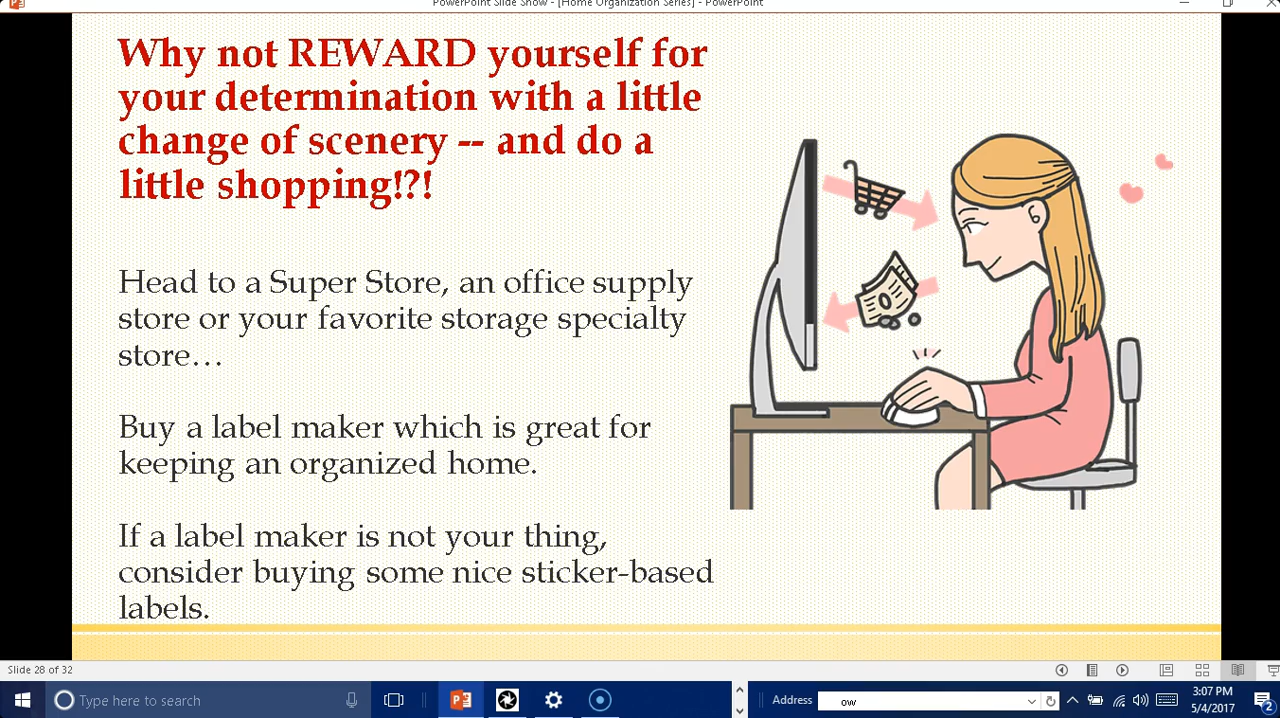 PowerPoint Slide Show - [Home Organization Series] - PowerPoint
Why not REWARD yourself for
your determination with a little
change of scenery -- and do a
little shopping!?!
Head to a Super Store, an office supply
store or your favorite storage specialty
store…
Buy a label maker which is great for
keeping an organized home.
If a label maker is not your thing,
consider buying some nice sticker-based
labels.
Slide 28 of 32
Type here to search
Address
ow
3:07 PM
5/4/2017
2